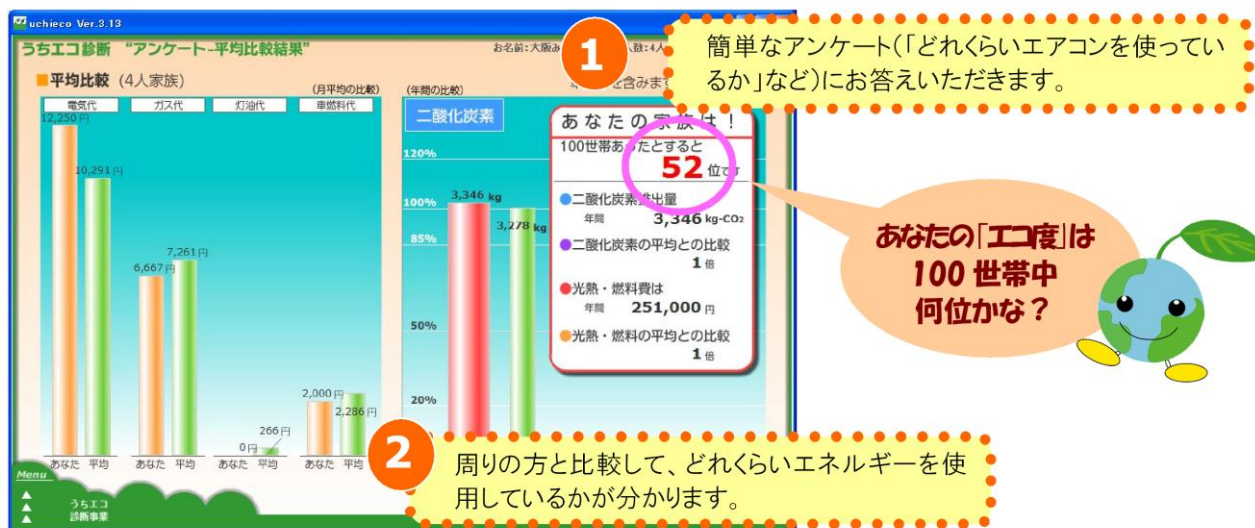 uchieco Ver.3.13
うちエコ診断 "アンケート-平均比較結果"
お名前:大阪み
数:4人
1
簡単なアンケート(「どれくらいエアコンを使ってい
るか」など)にお答えいただきます。
■平均比較 (4人家族)
(月平均の比較)
電気代
ガス代
灯油代
車燃料代
12,250円
10,291円
6,667円
7,261円
0円
266円
2,000円
2,286円
あなた 平均
あなた 平均
あなた 平均
あなた 平均
(年間の比較)
を含みます
二酸化炭素
120%
100%
85%
50%
20%
3,346 kg
3,278 kg
あなたの家族は!
100世帯あったとすると
52位です
●二酸化炭素排出量
年間 3,346 kg-CO₂
●二酸化炭素の平均との比較
1倍
●光熱・燃料費は
年間 251,000 円
●光熱・燃料の平均との比較
1倍
あなたの「エコ度」は
100世帯中
何位かな?
2
周りの方と比較して、どれくらいエネルギーを使
用しているかが分かります。
Menu
うちエコ
診断事業